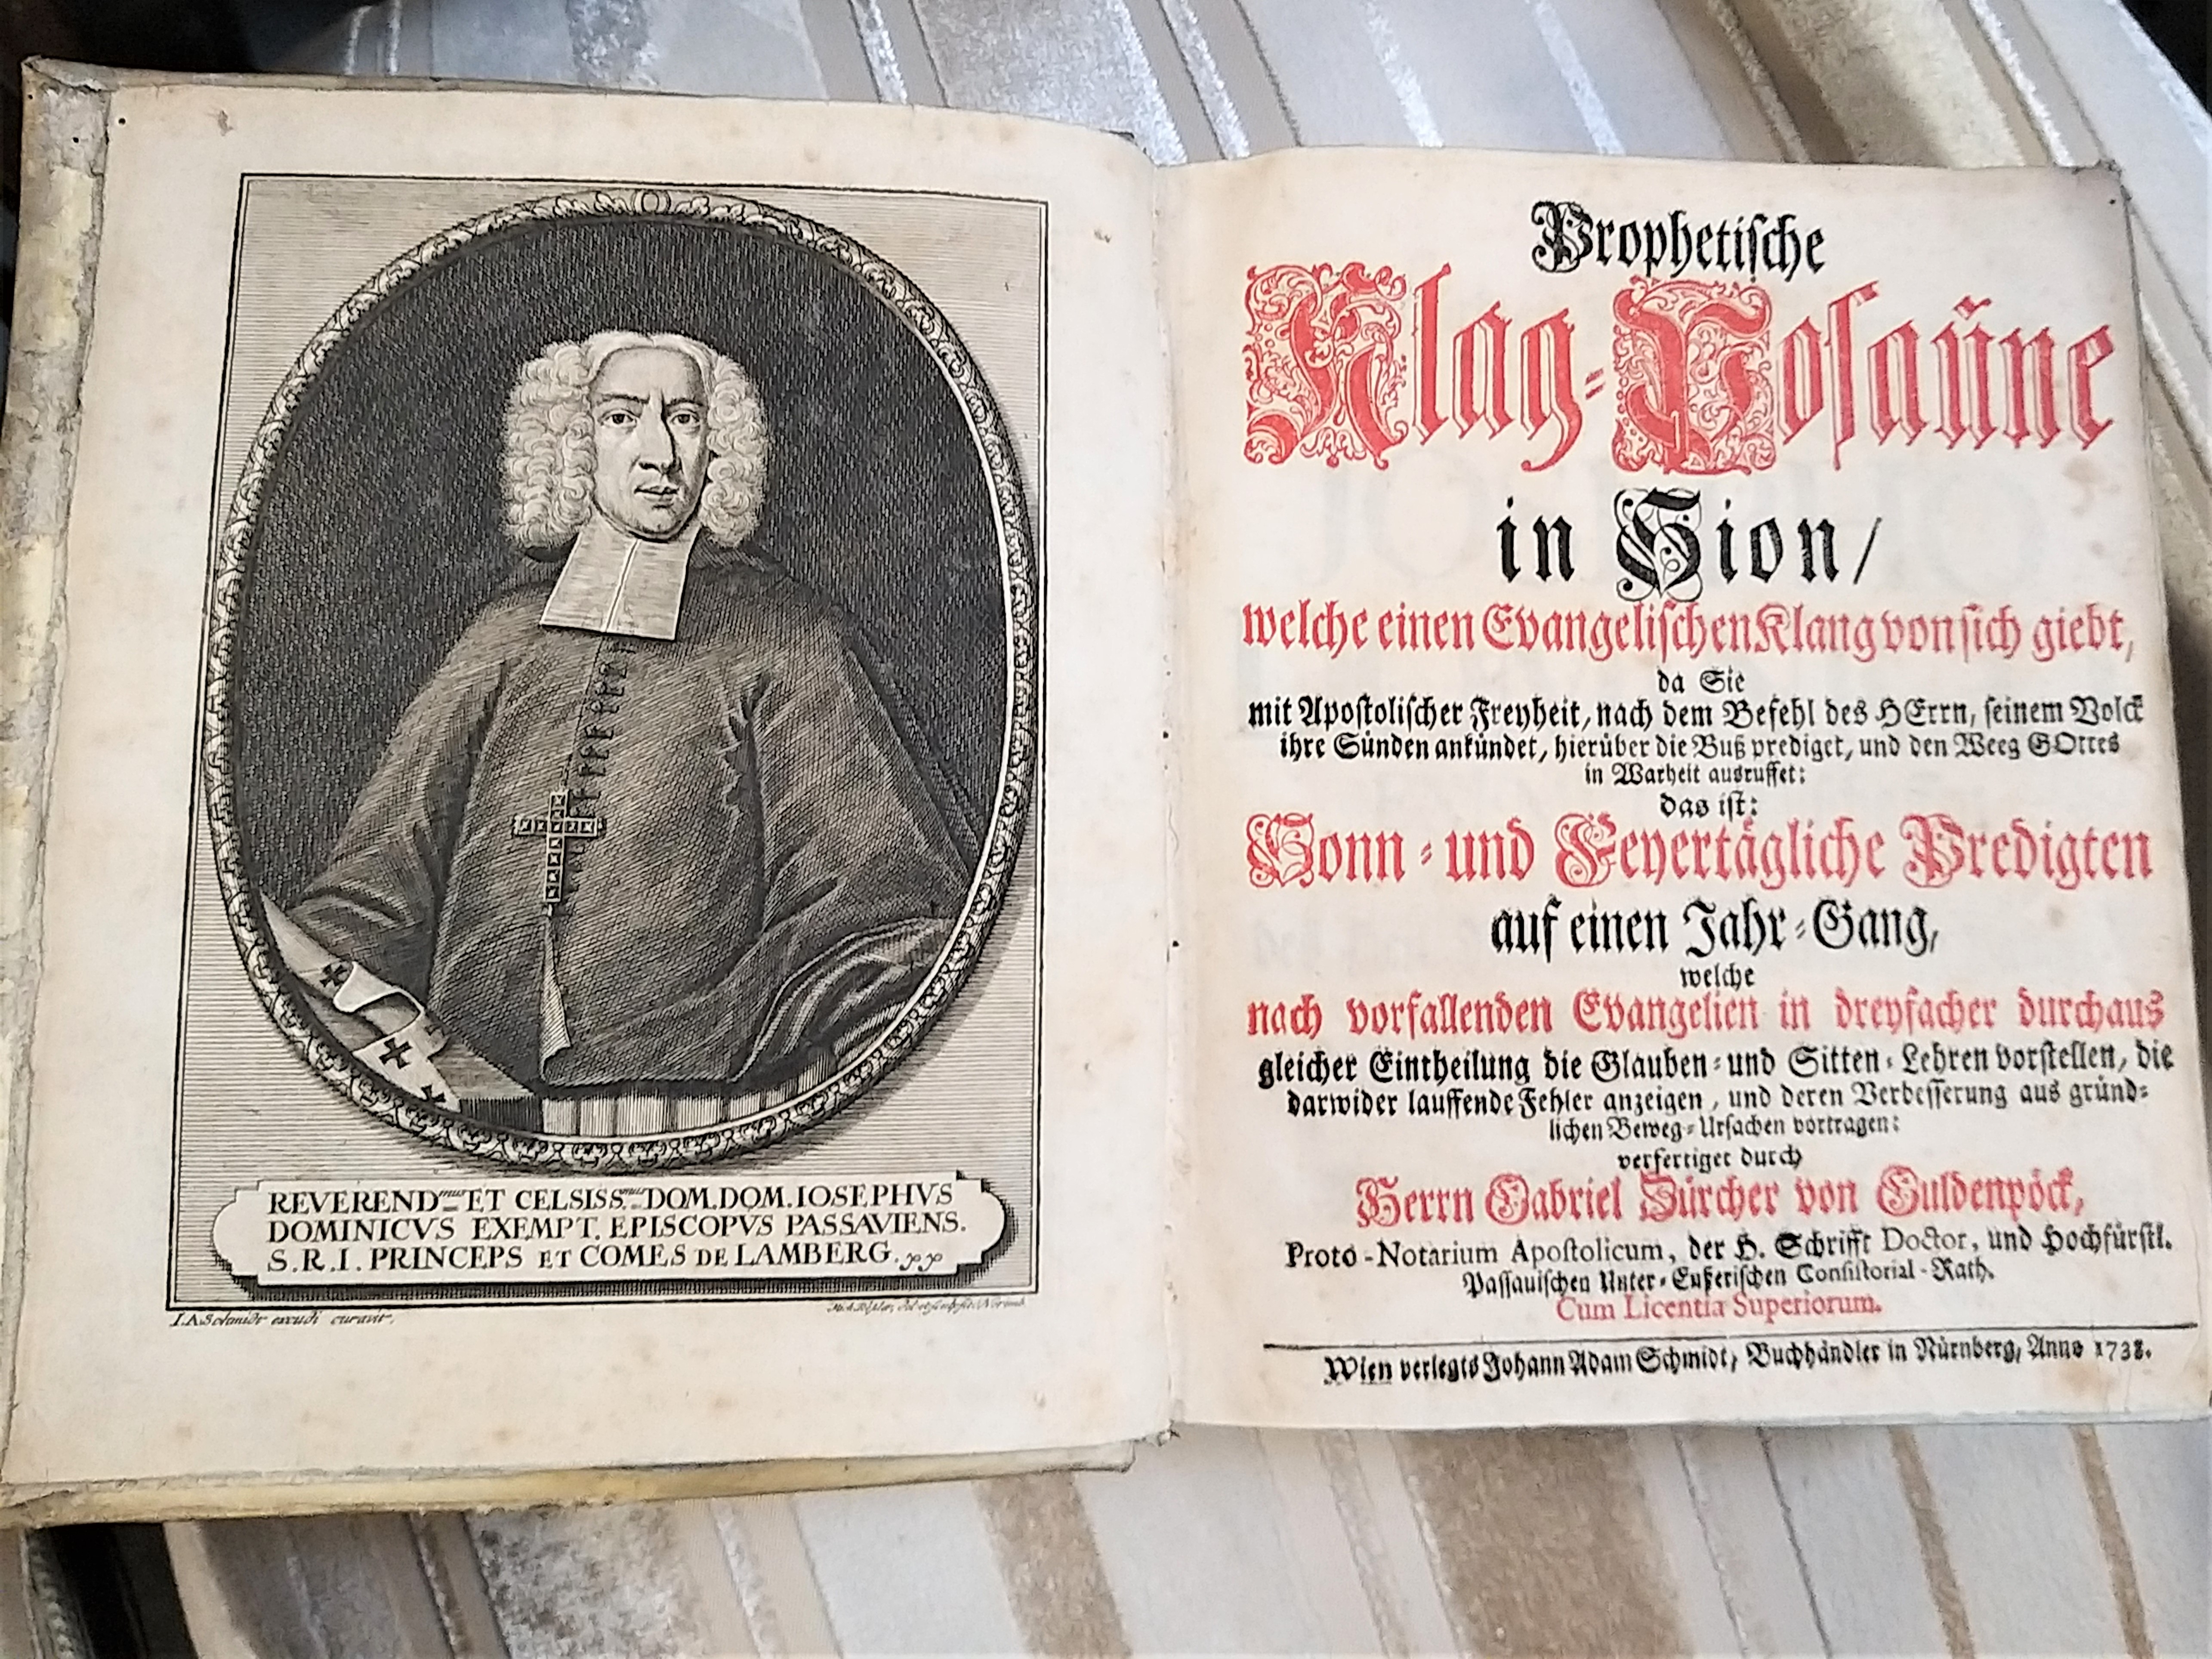 REVEREND^mus ET CELSISS^mus DOM. DOM. IOSEPHVS
DOMINICVS EXEMPT. EPISCOPVS PASSAVIENS.
S. R. I. PRINCEPS ET COMES DE LAMBERG.
I. A. Schmidt excudi curavit.
Prophetische
Klag-Posaune
in Sion/
welche einen Evangelischen Klang von sich giebt,
da Sie
mit Apostolischer Freyheit, nach dem Befehl des HErrn, seinem Volck
ihre Sünden ankündet, hierüber die Buß prediget, und den Weeg GOttes
in Warheit ausruffet:
das ist:
Sonn- und Feyertägliche Predigten
auf einen Jahr-Gang,
welche
nach vorfallenden Evangelien in dreyfacher durchaus
gleicher Eintheilung die Glauben- und Sitten-Lehren vorstellen, die
darwider lauffende Fehler anzeigen, und deren Verbesserung aus gründ-
lichen Beweg-Ursachen vortragen:
verfertiget durch
Herrn Gabriel Zürcher von Guldenpöck,
Proto-Notarium Apostolicum, der H. Schrifft Doctor, und Hochfürstl.
Passauischen Unter-Enßerischen Consistorial-Rath.
Cum Licentia Superiorum.
Wien verlegts Johann Adam Schmidt, Buchhändler in Nürnberg, Anno 1738.